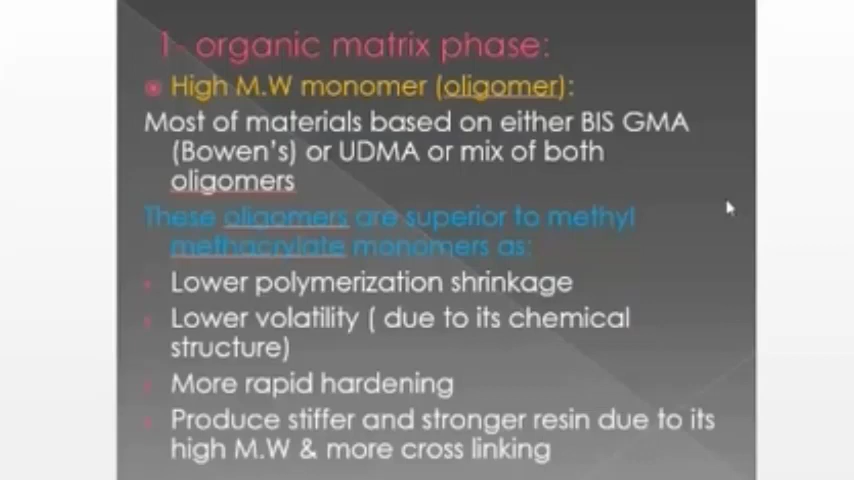 1- organic matrix phase:
High M.W monomer (oligomer):
Most of materials based on either BIS GMA
(Bowen's) or UDMA or mix of both
oligomers
These oligomers are superior to methyl
methacrylate monomers as:
Lower polymerization shrinkage
Lower volatility ( due to its chemical
structure)
More rapid hardening
Produce stiffer and stronger resin due to its
high M.W & more cross linking